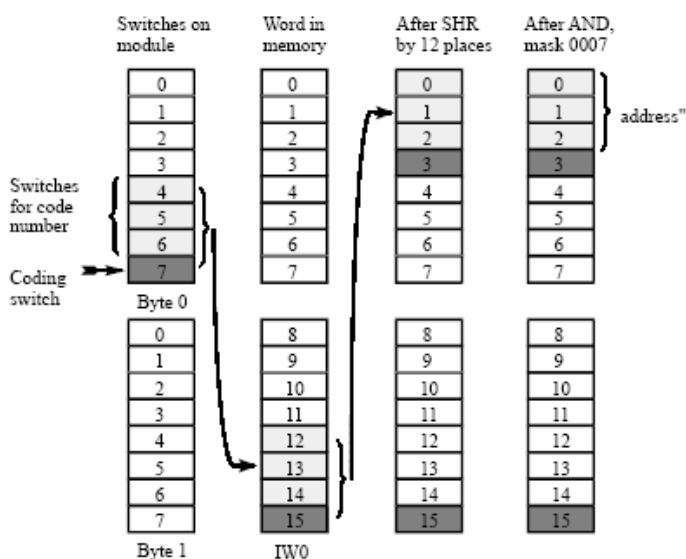 Switches on
module
Word in
memory
After SHR
by 12 places
After AND,
mask 0007
0 0 0 0
1 1 1 1
address"
2 2 2 2
3 3 3 3
Switches
for code
number
4 4 4 4
5 5 5 5
6 6 6 6
7 7 7 7
Coding
switch
Byte 0
0 8 8 8
1 9 9 9
2 10 10 10
3 11 11 11
4 12 12 12
5 13 13 13
6 14 14 14
7 15 15 15
Byte 1
IW0